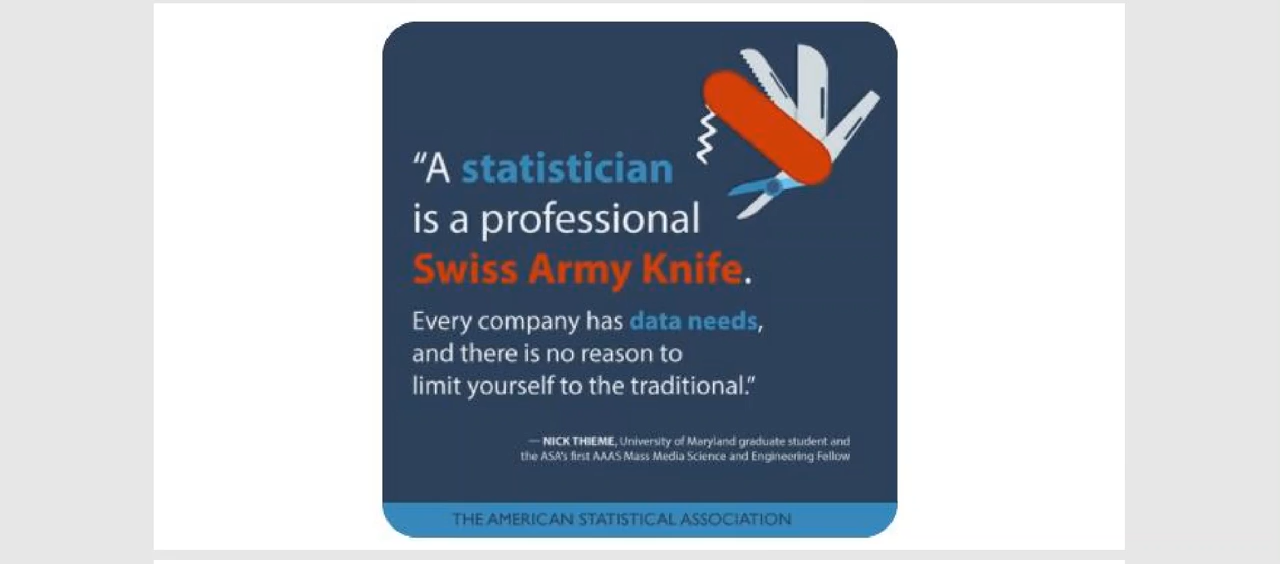 “A statistician
is a professional
Swiss Army Knife.
Every company has data needs,
and there is no reason to
limit yourself to the traditional.”
— NICK THIEME, University of Maryland graduate student and
the ASA’s first AAAS Mass Media Science and Engineering Fellow
THE AMERICAN STATISTICAL ASSOCIATION